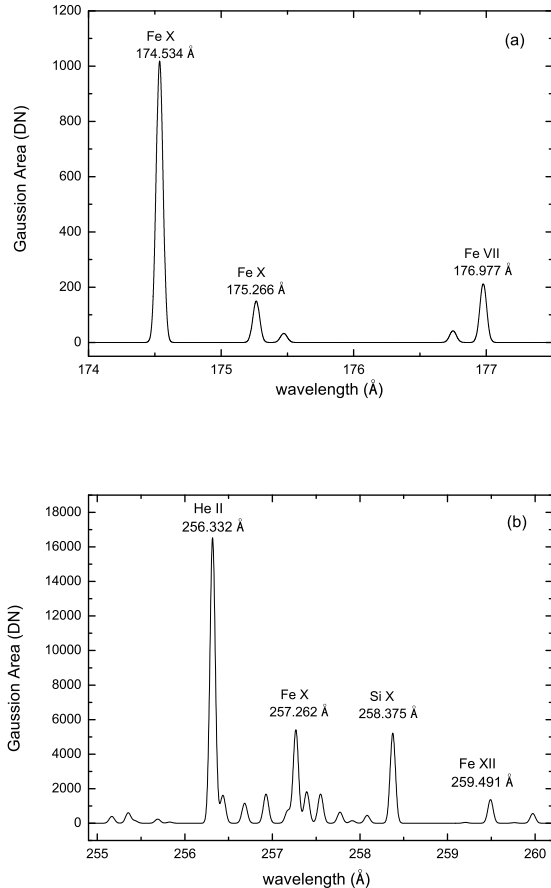 1200
1000
800
600
400
200
0
Gaussion Area (DN)
(a)
Fe X
174.534 Å
Fe X
175.266 Å
Fe VII
176.977 Å
174
175
176
177
wavelength (Å)
18000
16000
14000
12000
10000
8000
6000
4000
2000
0
Gaussion Area (DN)
(b)
He II
256.332 Å
Fe X
257.262 Å
Si X
258.375 Å
Fe XII
259.491 Å
255
256
257
258
259
260
wavelength (Å)